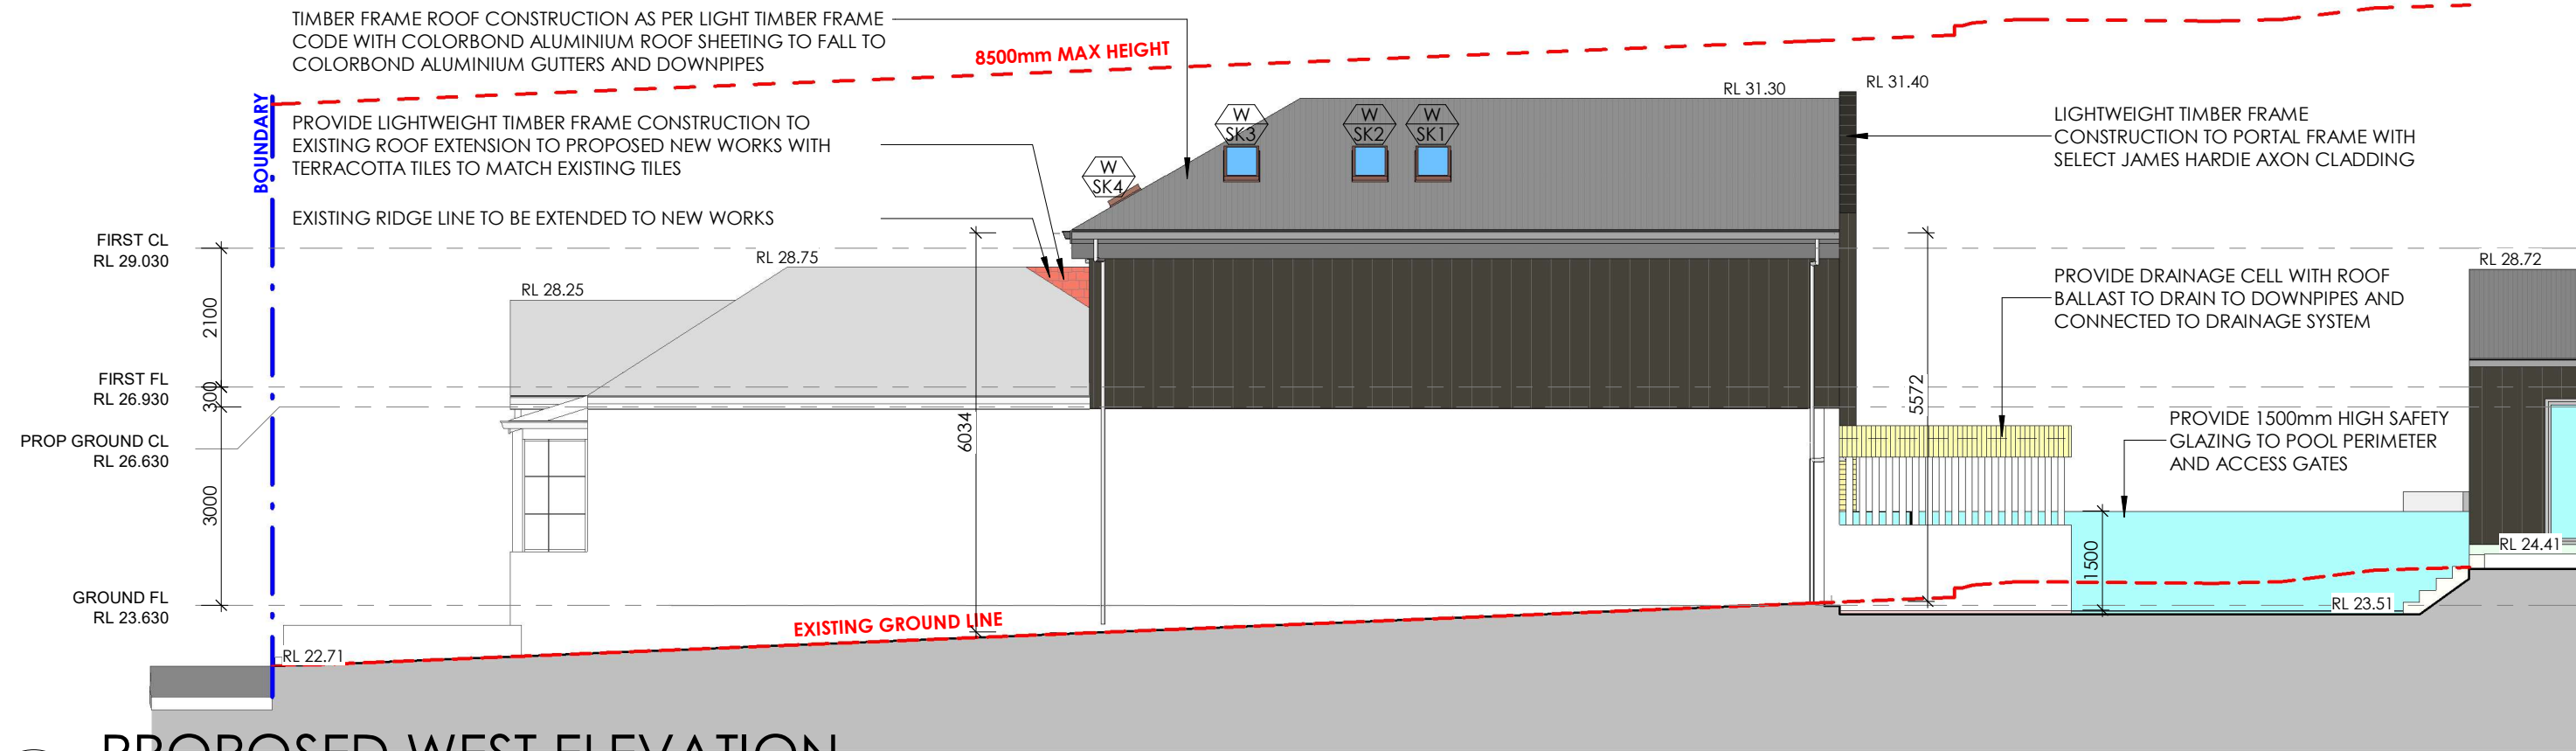 TIMBER FRAME ROOF CONSTRUCTION AS PER LIGHT TIMBER FRAME
CODE WITH COLORBOND ALUMINIUM ROOF SHEETING TO FALL TO
COLORBOND ALUMINIUM GUTTERS AND DOWNPIPES
8500mm MAX HEIGHT
BOUNDARY
PROVIDE LIGHTWEIGHT TIMBER FRAME CONSTRUCTION TO
EXISTING ROOF EXTENSION TO PROPOSED NEW WORKS WITH
TERRACOTTA TILES TO MATCH EXISTING TILES
EXISTING RIDGE LINE TO BE EXTENDED TO NEW WORKS
W
SK4
W
SK3
W
SK2
W
SK1
RL 31.30
RL 31.40
LIGHTWEIGHT TIMBER FRAME
CONSTRUCTION TO PORTAL FRAME WITH
SELECT JAMES HARDIE AXON CLADDING
FIRST CL
RL 29.030
RL 28.75
RL 28.25
RL 28.72
PROVIDE DRAINAGE CELL WITH ROOF
BALLAST TO DRAIN TO DOWNPIPES AND
CONNECTED TO DRAINAGE SYSTEM
2100
FIRST FL
RL 26.930
300
PROP GROUND CL
RL 26.630
6034
5572
PROVIDE 1500mm HIGH SAFETY
GLAZING TO POOL PERIMETER
AND ACCESS GATES
3000
1500
RL 24.41
GROUND FL
RL 23.630
RL 23.51
EXISTING GROUND LINE
RL 22.71
PROPOSED WEST ELEVATION